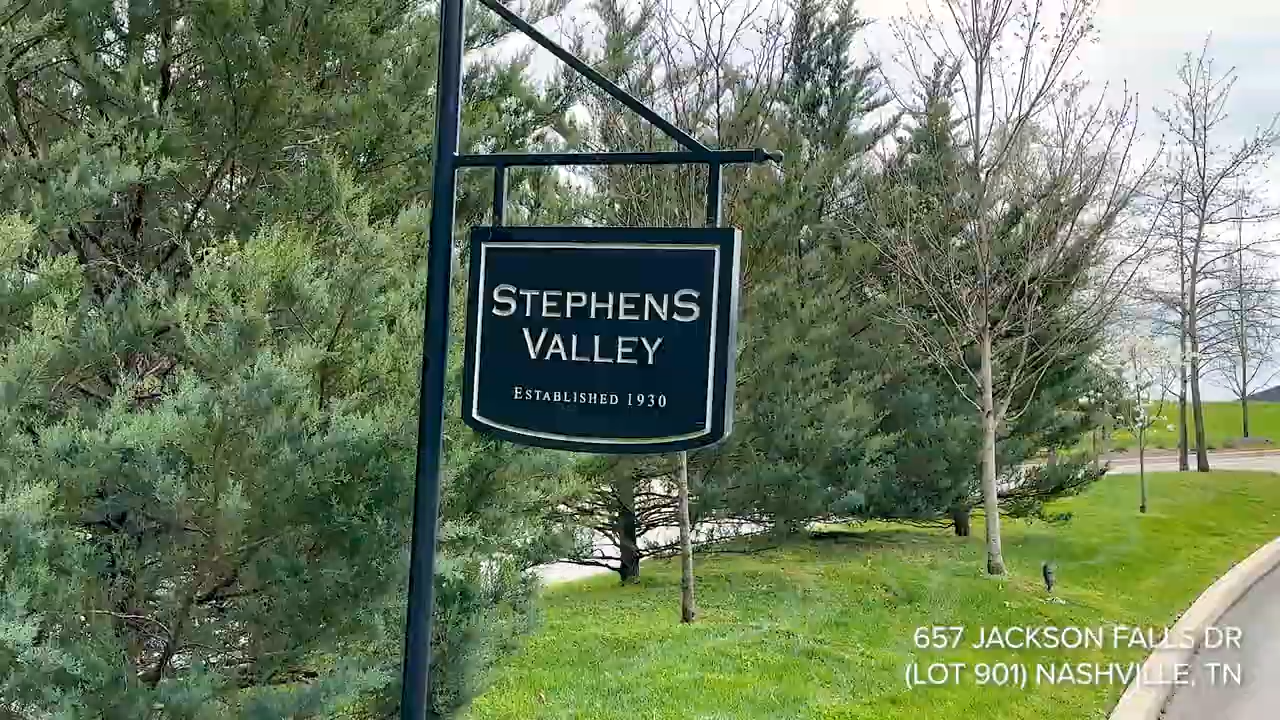 STEPHENS
VALLEY
ESTABLISHED 1930
657 JACKSON FALLS DR
(LOT 901) NASHVILLE, TN